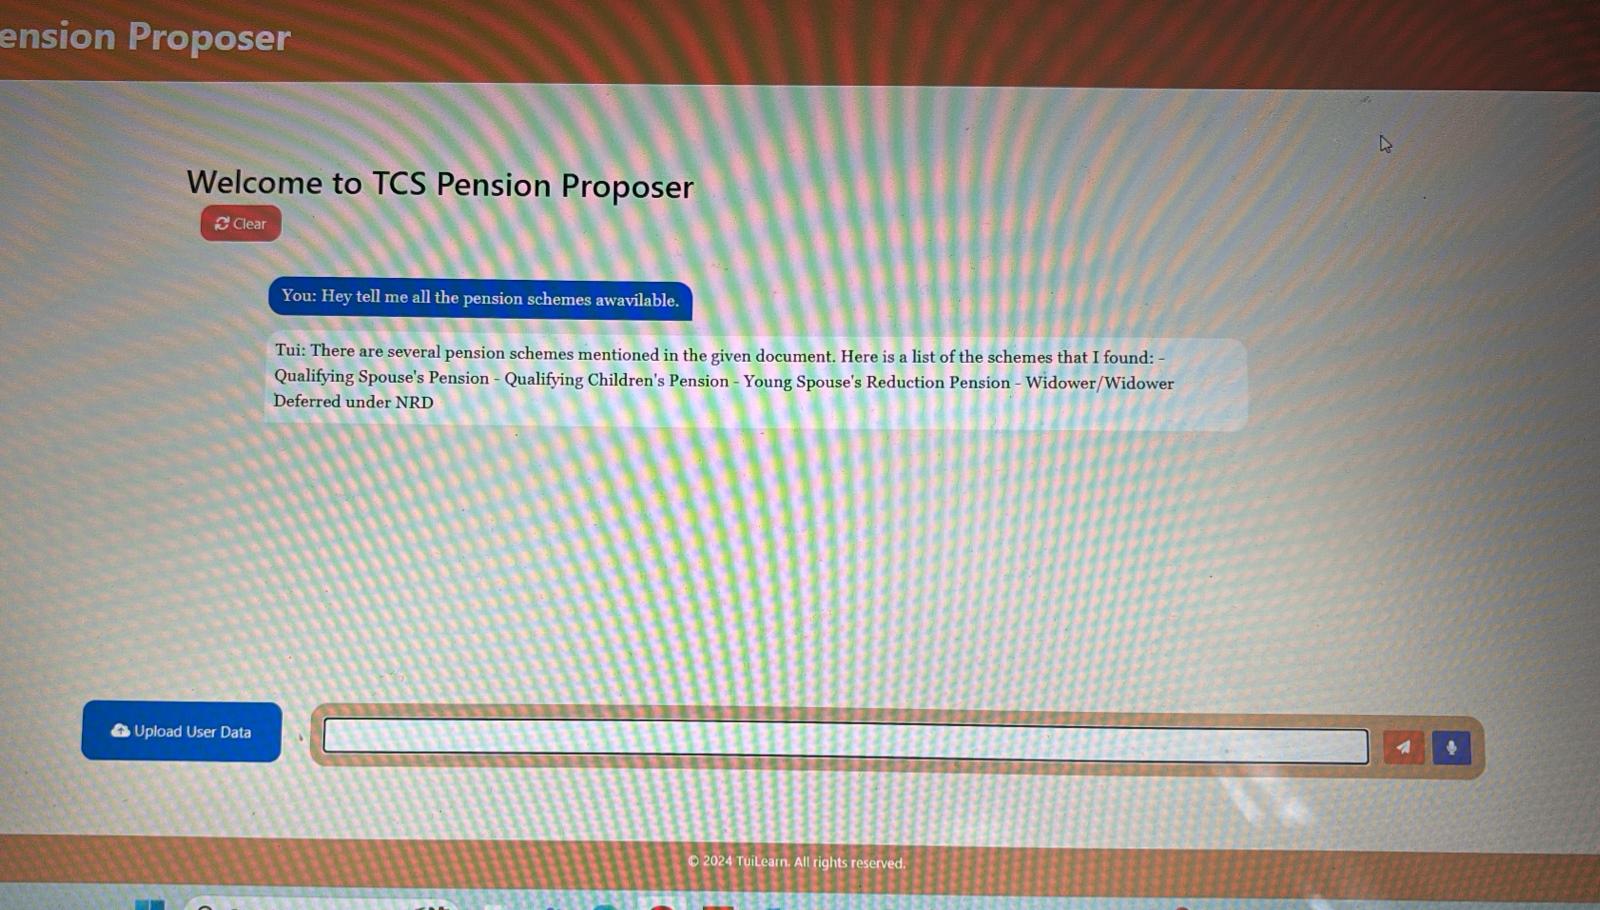 ension Proposer
Welcome to TCS Pension Proposer
Clear
You: Hey tell me all the pension schemes awavilable.
Tui: There are several pension schemes mentioned in the given document. Here is a list of the schemes that I found: -
Qualifying Spouse's Pension - Qualifying Children's Pension - Young Spouse's Reduction Pension - Widower/Widower
Deferred under NRD
Upload User Data
© 2024 TuiLearn. All rights reserved.